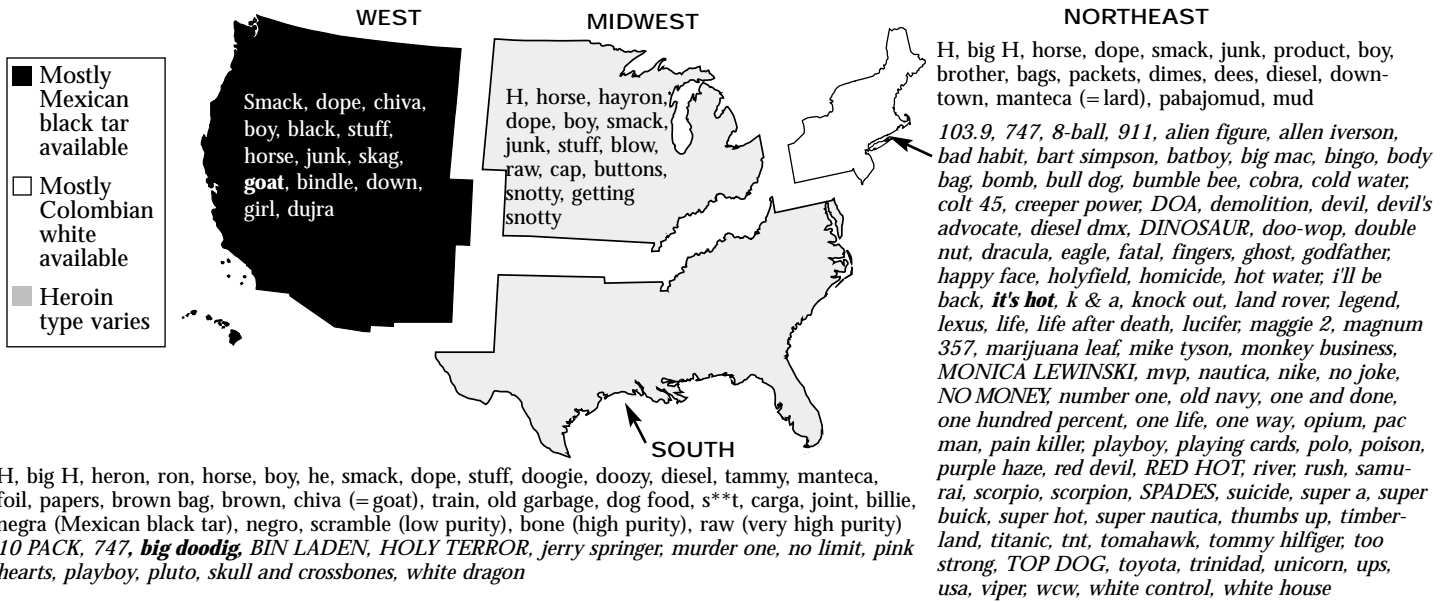 WEST
MIDWEST
NORTHEAST
Mostly
Mexican
black tar
available
Mostly
Colombian
white
available
Heroin
type varies
Smack, dope, chiva,
boy, black, stuff,
horse, junk, skag,
goat, bindle, down,
girl, dujra
H, horse, hayron,
dope, boy, smack,
junk, stuff, blow,
raw, cap, buttons,
snotty, getting
snotty
H, big H, horse, dope, smack, junk, product, boy,
brother, bags, packets, dimes, dees, diesel, down-
town, manteca (=lard), pabajomud, mud
103.9, 747, 8-ball, 911, alien figure, allen iverson,
bad habit, bart simpson, batboy, big mac, bingo, body
bag, bomb, bull dog, bumble bee, cobra, cold water,
colt 45, creeper power, DOA, demolition, devil, devil's
advocate, diesel dmx, DINOSAUR, doo-wop, double
nut, dracula, eagle, fatal, fingers, ghost, godfather,
happy face, holyfield, homicide, hot water, i'll be
back, it's hot, k & a, knock out, land rover, legend,
lexus, life, life after death, lucifer, maggie 2, magnum
357, marijuana leaf, mike tyson, monkey business,
MONICA LEWINSKI, mvp, nautica, nike, no joke,
NO MONEY, number one, old navy, one and done,
one hundred percent, one life, one way, opium, pac
man, pain killer, playboy, playing cards, polo, poison,
purple haze, red devil, RED HOT, river, rush, samu-
rai, scorpio, scorpion, SPADES, suicide, super a, super
buick, super hot, super nautica, thumbs up, timber-
land, titanic, tnt, tomahawk, tommy hilfiger, too
strong, TOP DOG, toyota, trinidad, unicorn, ups,
usa, viper, wcw, white control, white house
SOUTH
H, big H, heron, ron, horse, boy, he, smack, dope, stuff, doogie, doozy, diesel, tammy, manteca,
foil, papers, brown bag, brown, chiva (=goat), train, old garbage, dog food, s**t, carga, joint, billie,
negra (Mexican black tar), negro, scramble (low purity), bone (high purity), raw (very high purity)
10 PACK, 747, big doodig, BIN LADEN, HOLY TERROR, jerry springer, murder one, no limit, pink
hearts, playboy, pluto, skull and crossbones, white dragon